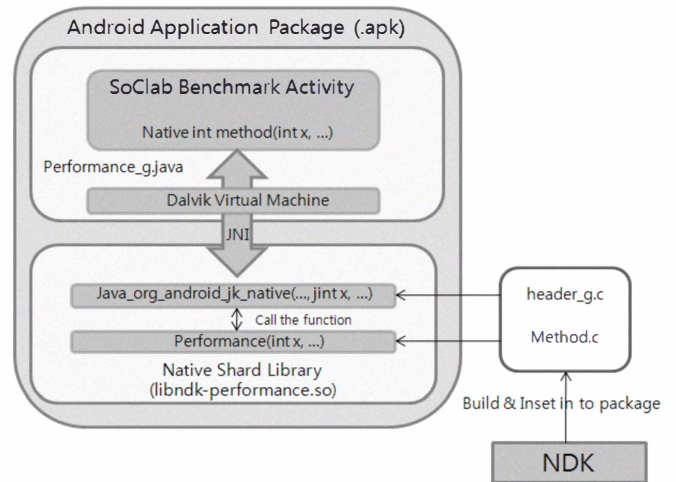 Android Application Package (.apk)
SoClab Benchmark Activity
Native int method(int x, ...)
Performance_g.java
Dalvik Virtual Machine
JNI
Java_org_android_jk_native(..., jint x, ...)
Call the function
Performance(int x, ...)
Native Shard Library
(libndk-performance.so)
header_g.c
Method.c
Build & Inset in to package
NDK